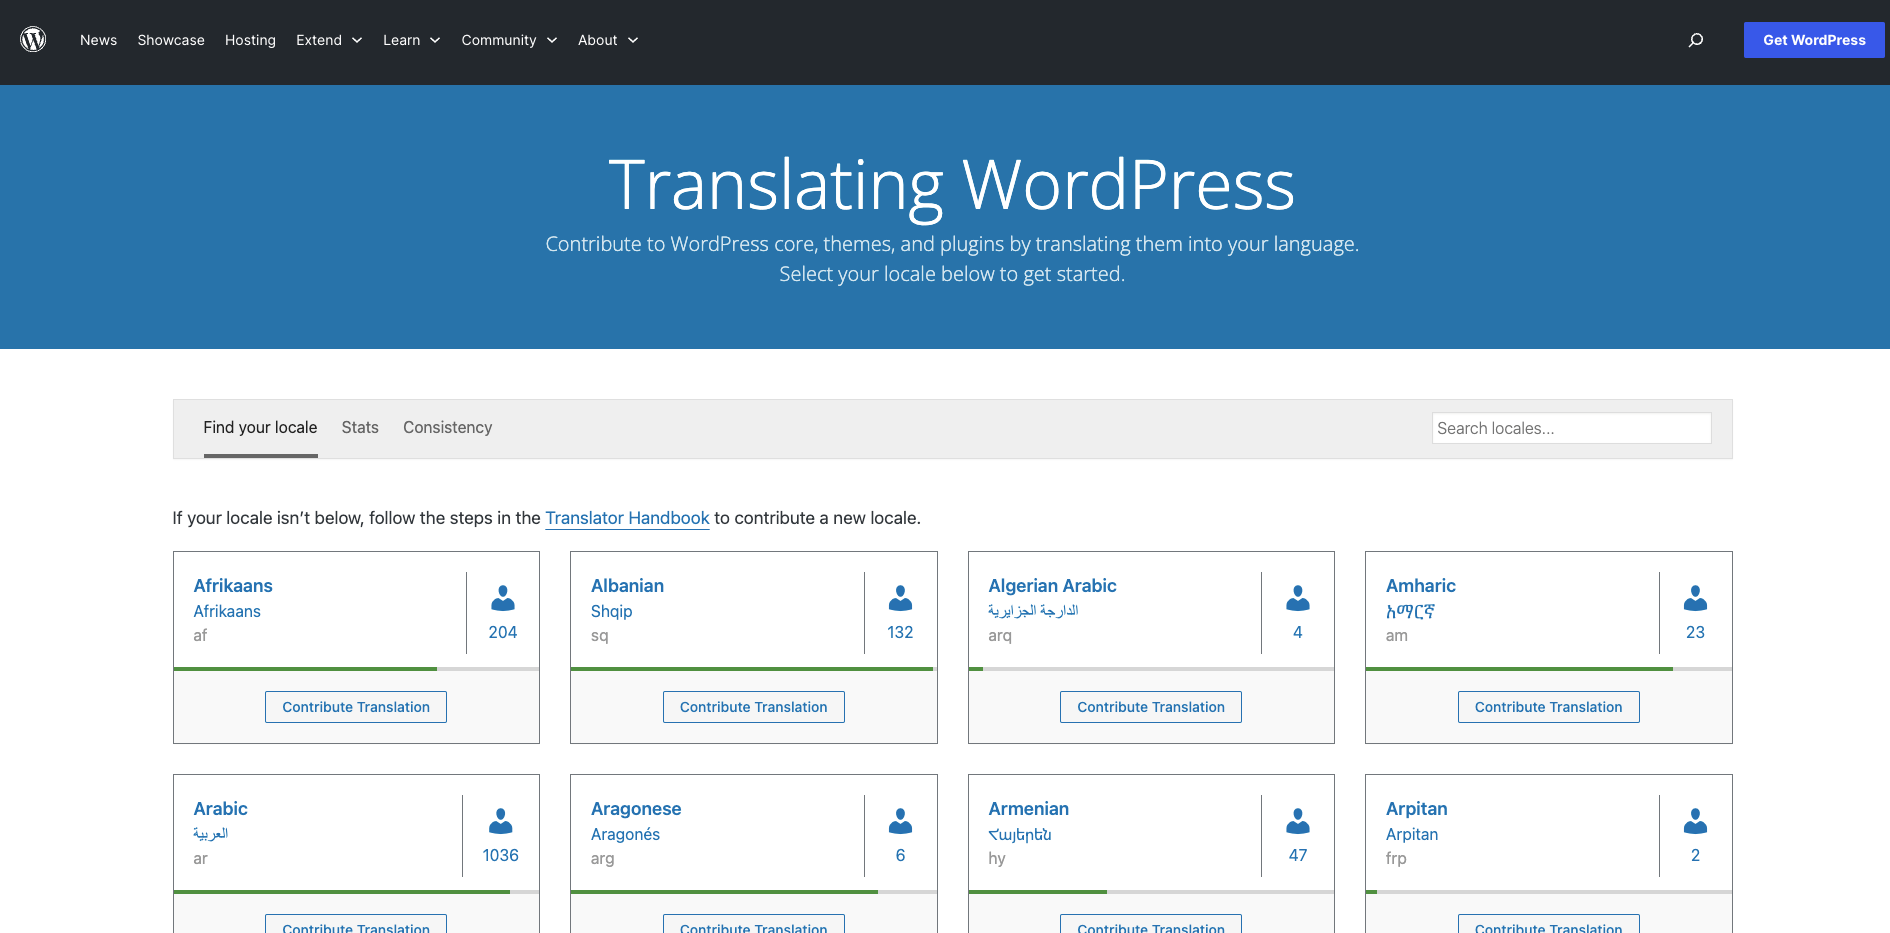 News Showcase Hosting Extend Learn Community About Get WordPress
Translating WordPress
Contribute to WordPress core, themes, and plugins by translating them into your language.
Select your locale below to get started.
Find your locale Stats Consistency Search locales...
If your locale isn’t below, follow the steps in the Translator Handbook to contribute a new locale.
Afrikaans
Afrikaans
af
204
Contribute Translation
Albanian
Shqip
sq
132
Contribute Translation
Algerian Arabic
الدارجة الجزايرية
arq
4
Contribute Translation
Amharic
አማርኛ
am
23
Contribute Translation
Arabic
العربية
ar
1036
Contribute Translation
Aragonese
Aragonés
arg
6
Contribute Translation
Armenian
Հայերեն
hy
47
Contribute Translation
Arpitan
Arpitan
frp
2
Contribute Translation